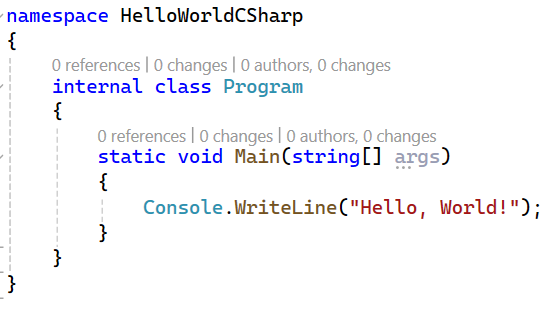 namespace HelloWorldCSharp
{
0 references | 0 changes | 0 authors, 0 changes
internal class Program
{
0 references | 0 changes | 0 authors, 0 changes
static void Main(string[] args)
{
Console.WriteLine("Hello, World!");
}
}
}